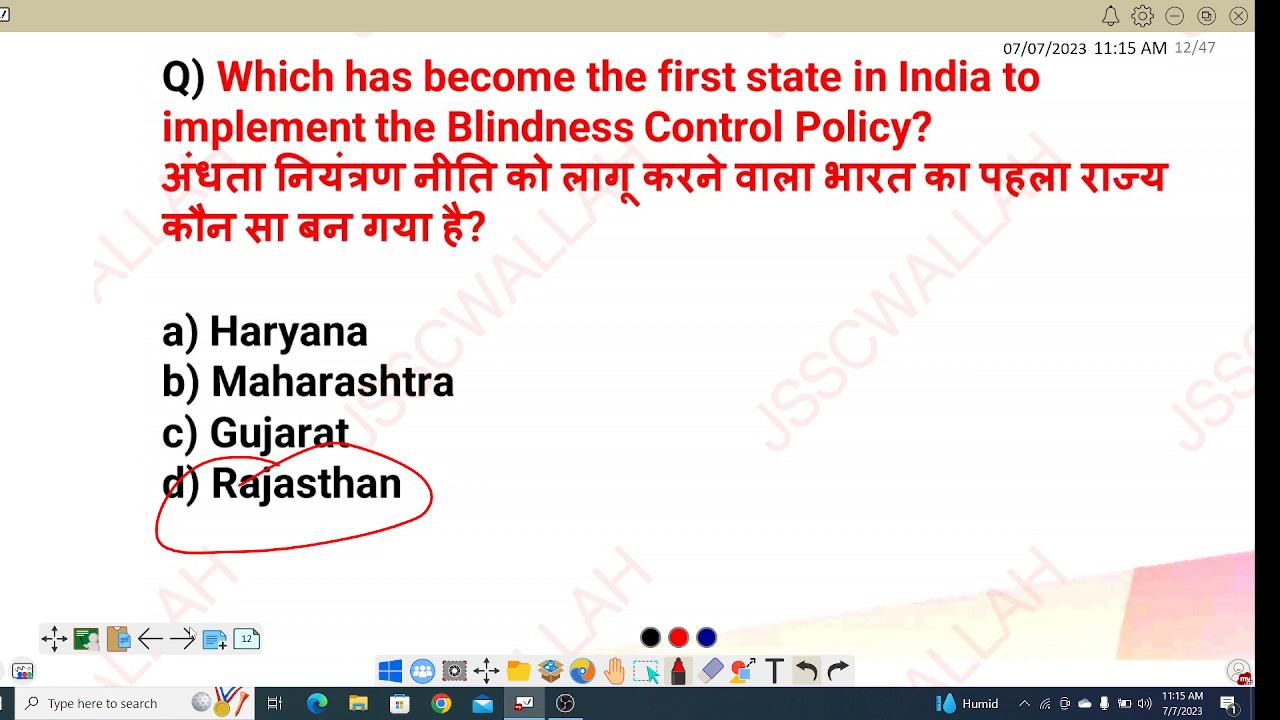 07/07/2023 11:15 AM 12/47
Q) Which has become the first state in India to
implement the Blindness Control Policy?
अंधता नियंत्रण नीति को लागू करने वाला भारत का पहला राज्य
कौन सा बन गया है?
a) Haryana
b) Maharashtra
c) Gujarat
d) Rajasthan
JSSCWALLAH
JSSCWALLAH
12
Type here to search
Humid
11:15 AM
7/7/2023